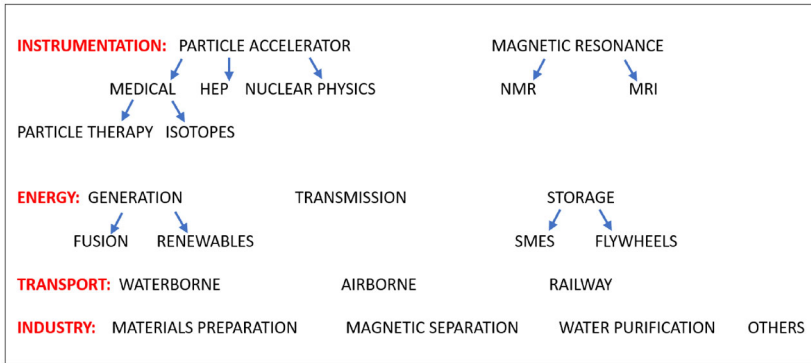 INSTRUMENTATION: PARTICLE ACCELERATOR MAGNETIC RESONANCE
MEDICAL HEP NUCLEAR PHYSICS NMR MRI
PARTICLE THERAPY ISOTOPES
ENERGY: GENERATION TRANSMISSION STORAGE
FUSION RENEWABLES SMES FLYWHEELS
TRANSPORT: WATERBORNE AIRBORNE RAILWAY
INDUSTRY: MATERIALS PREPARATION MAGNETIC SEPARATION WATER PURIFICATION OTHERS